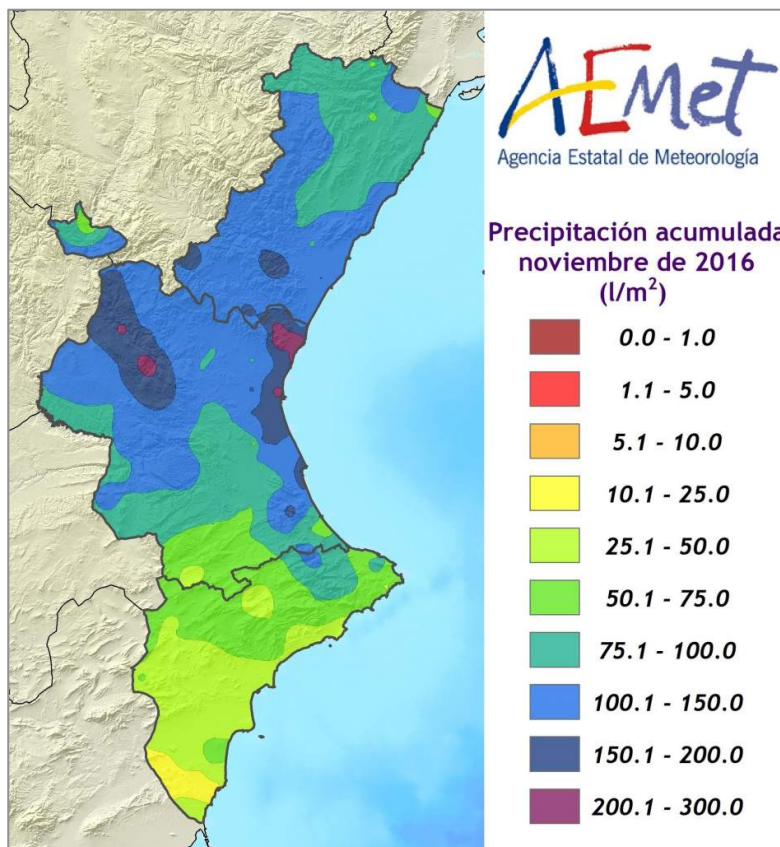 AEMet
Agencia Estatal de Meteorología
Precipitación acumulada
noviembre de 2016
(l/m²)
0.0 - 1.0
1.1 - 5.0
5.1 - 10.0
10.1 - 25.0
25.1 - 50.0
50.1 - 75.0
75.1 - 100.0
100.1 - 150.0
150.1 - 200.0
200.1 - 300.0